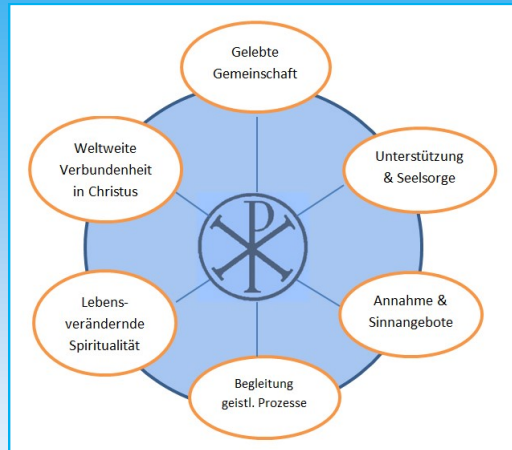 Gelebte
Gemeinschaft
Unterstützung
& Seelsorge
Annahme &
Sinnangebote
Begleitung
geistl. Prozesse
Lebens-
verändernde
Spiritualität
Weltweite
Verbundenheit
in Christus